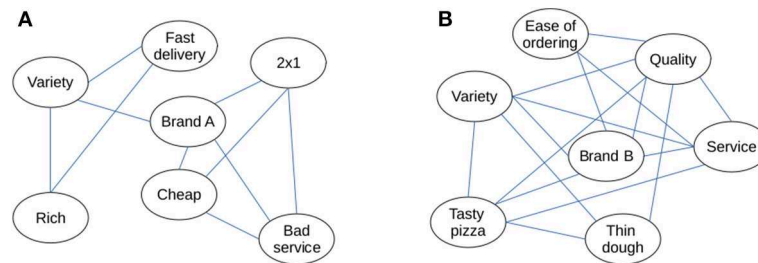 A
Fast
delivery
2x1
Variety
Brand A
Cheap
Rich
Bad
service
B
Ease of
ordering
Quality
Variety
Brand B
Service
Tasty
pizza
Thin
dough